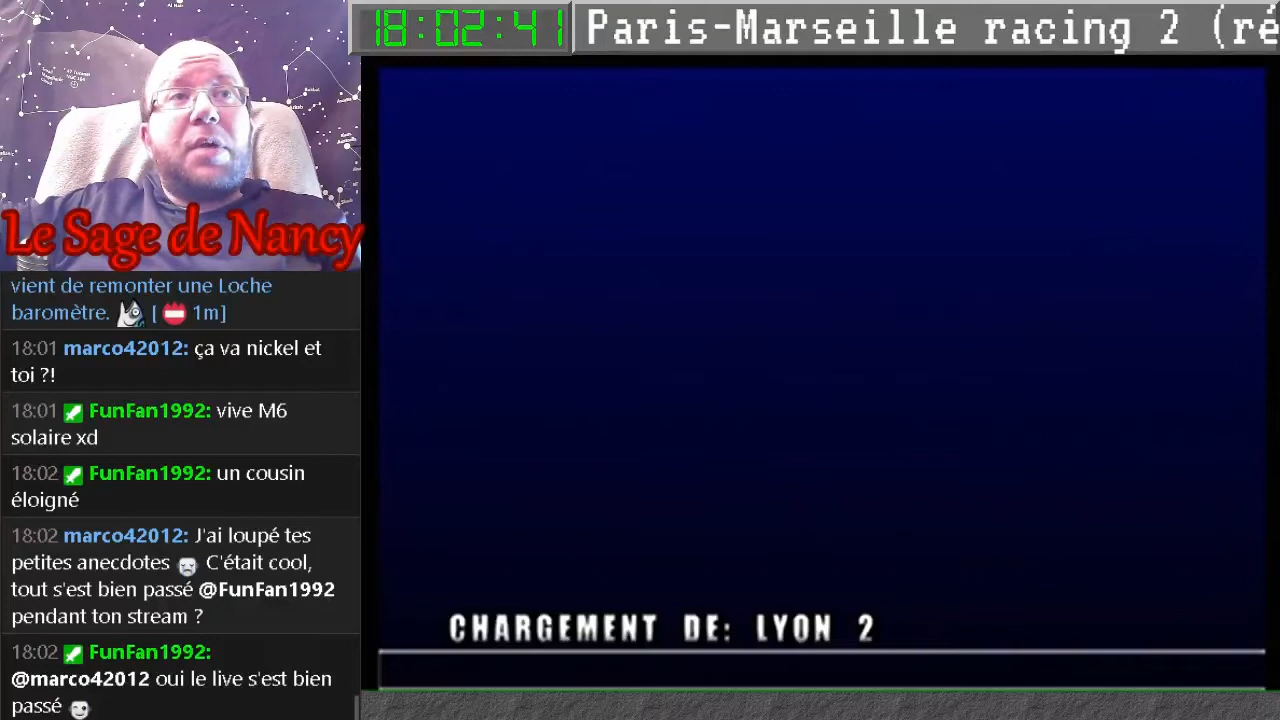 18:02:41
Paris-Marseille racing 2 (ré
Le Sage de Nancy
vient de remonter une Loche
baromètre. [ 1m]
18:01 marco42012: ça va nickel et
toi ?!
18:01 FunFan1992: vive M6
solaire xd
18:02 FunFan1992: un cousin
éloigné
18:02 marco42012: J'ai loupé tes
petites anecdotes C'était cool,
tout s'est bien passé @FunFan1992
pendant ton stream ?
18:02 FunFan1992:
@marco42012 oui le live s'est bien
passé
CHARGEMENT DE: LYON 2